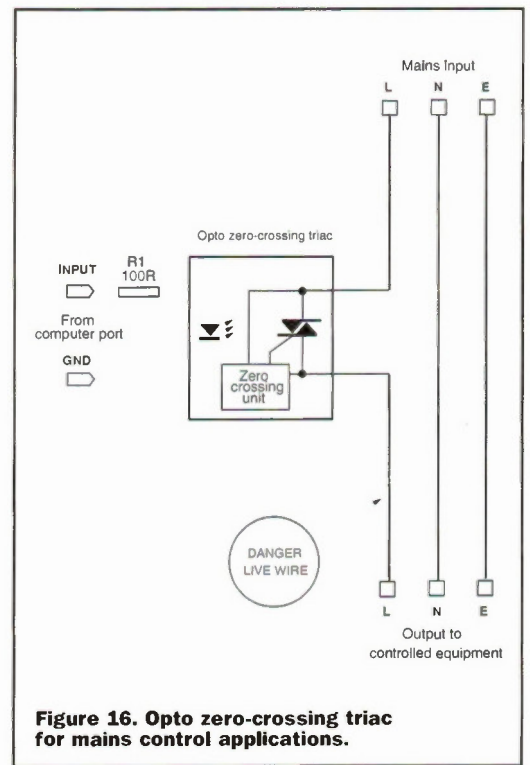 Mains Input
L N E
Opto zero-crossing triac
INPUT
R1
100R
From
computer port
GND
Zero
crossing
unit
DANGER
LIVE WIRE
L N E
Output to
controlled equipment
Figure 16. Opto zero-crossing triac
for mains control applications.